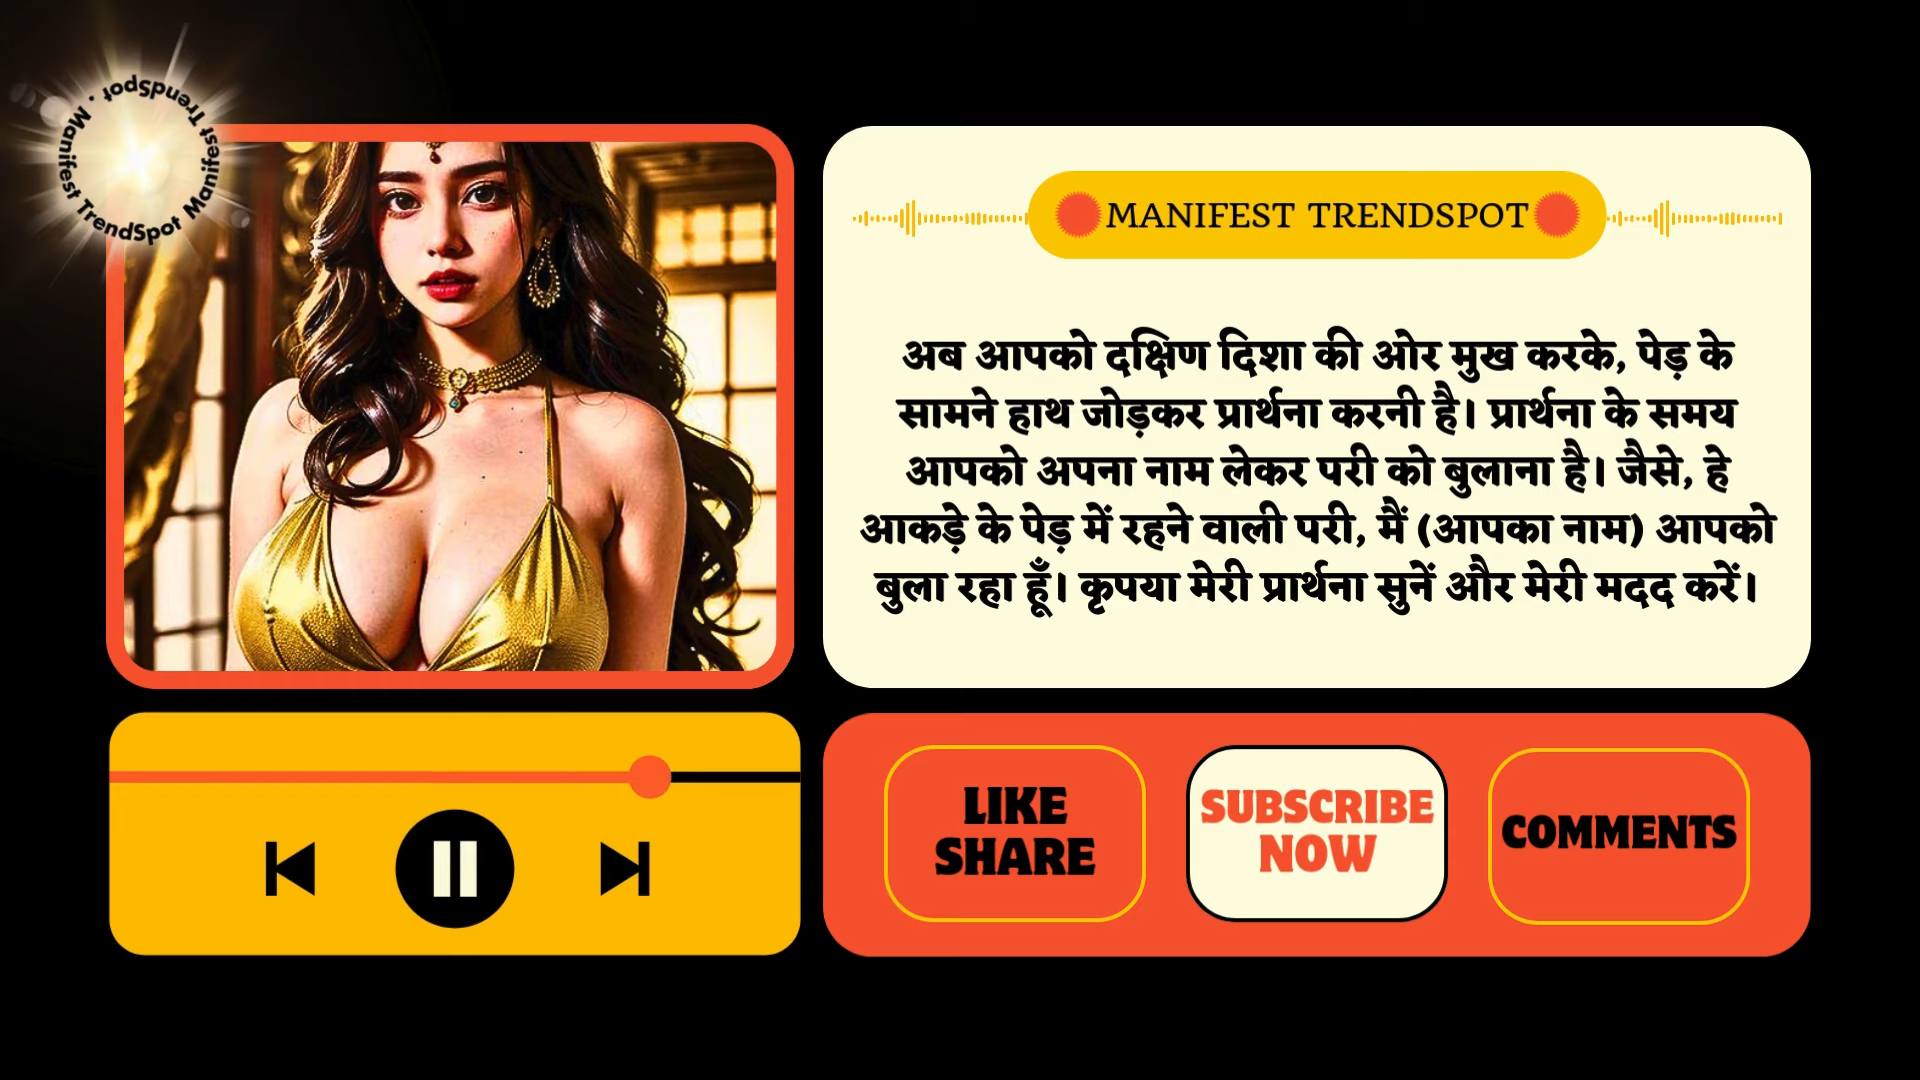 Manifest TrendSpot Manifest TrendSpot .
MANIFEST TRENDSPOT
अब आपको दक्षिण दिशा की ओर मुख करके, पेड़ के
सामने हाथ जोड़कर प्रार्थना करनी है। प्रार्थना के समय
आपको अपना नाम लेकर परी को बुलाना है। जैसे, हे
आकड़े के पेड़ में रहने वाली परी, मैं (आपका नाम) आपको
बुला रहा हूँ। कृपया मेरी प्रार्थना सुनें और मेरी मदद करें।
LIKE
SHARE
SUBSCRIBE
NOW
COMMENTS